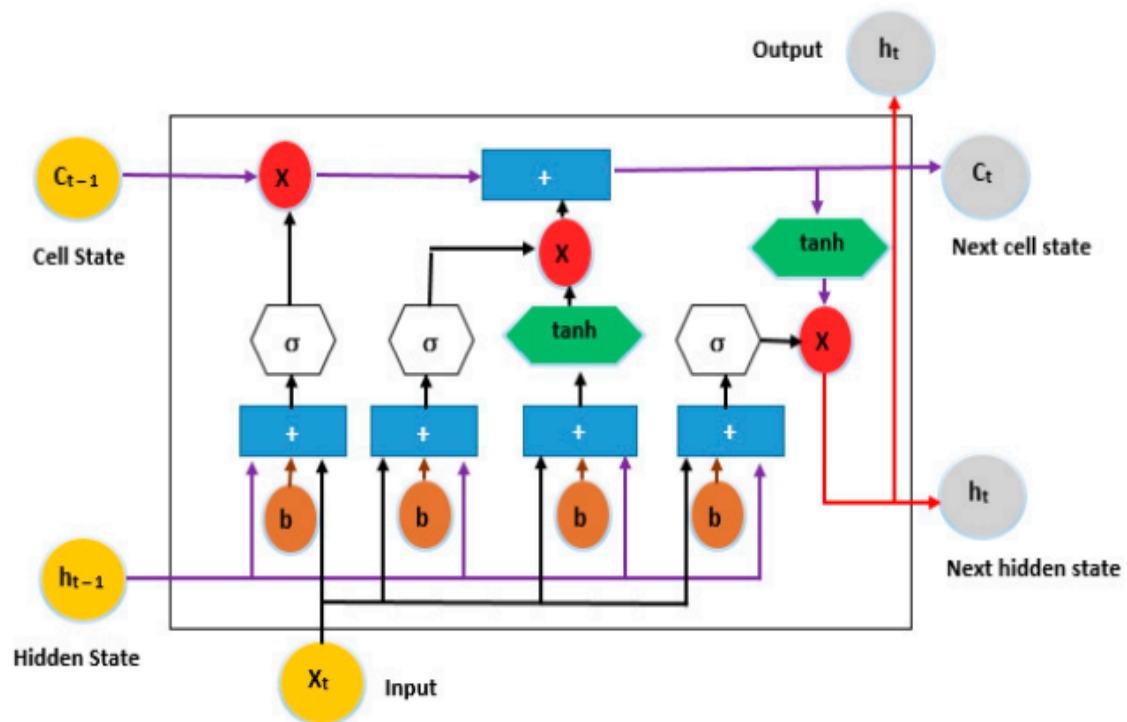 Output
hₜ
Cₜ₋₁
X
+
Cₜ
Cell State
X
tanh
Next cell state
σ
σ
tanh
σ
X
+
+
+
+
b
b
b
b
hₜ
hₜ₋₁
Next hidden state
Hidden State
Xₜ
Input